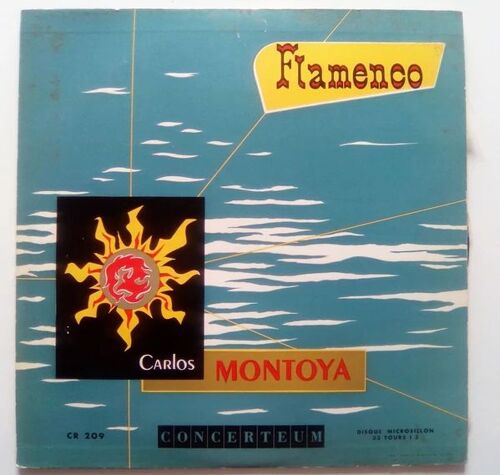 Flamenco
CARLOS
MONTOYA
CR 209
CONCERTEUM
DISQUE MICROSILLON
33 TOURS 1 3